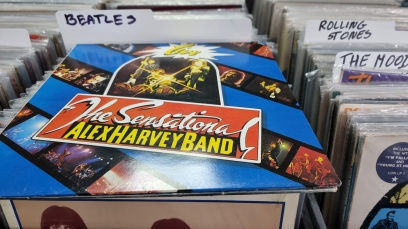 BEATLES
ROLLING
STONES
THE MOOD
Live
The Sensational
ALEX HARVEY BAND